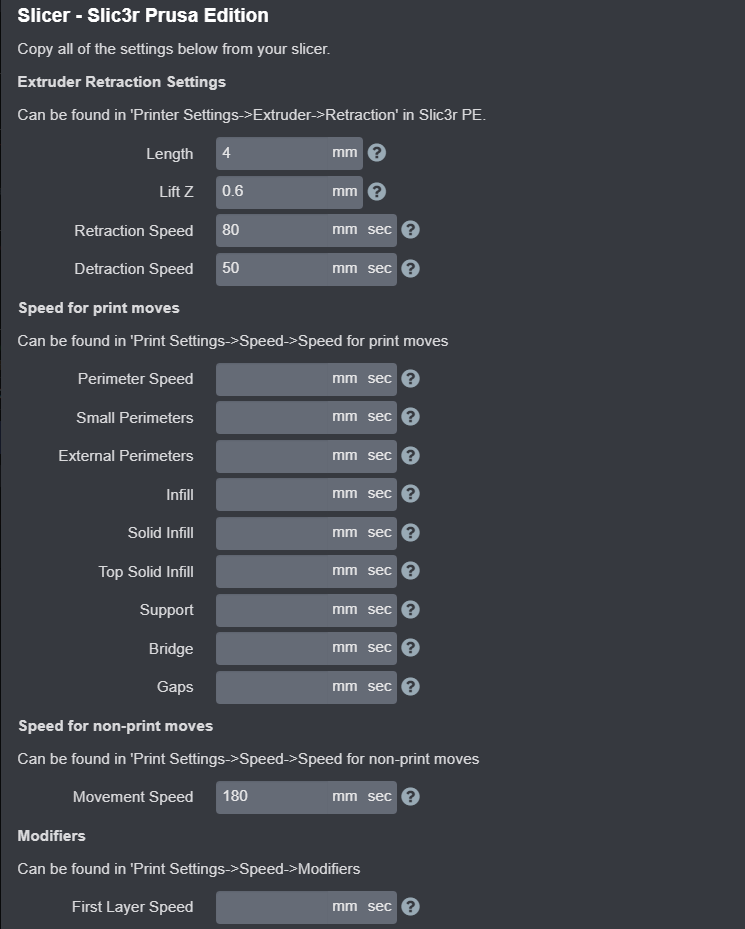 Slicer - Slic3r Prusa Edition
Copy all of the settings below from your slicer.
Extruder Retraction Settings
Can be found in 'Printer Settings->Extruder->Retraction' in Slic3r PE.
Length 4 mm ?
Lift Z 0.6 mm ?
Retraction Speed 80 mm sec ?
Detraction Speed 50 mm sec ?
Speed for print moves
Can be found in 'Print Settings->Speed->Speed for print moves
Perimeter Speed mm sec ?
Small Perimeters mm sec ?
External Perimeters mm sec ?
Infill mm sec ?
Solid Infill mm sec ?
Top Solid Infill mm sec ?
Support mm sec ?
Bridge mm sec ?
Gaps mm sec ?
Speed for non-print moves
Can be found in 'Print Settings->Speed->Speed for non-print moves
Movement Speed 180 mm sec ?
Modifiers
Can be found in 'Print Settings->Speed->Modifiers
First Layer Speed mm sec ?